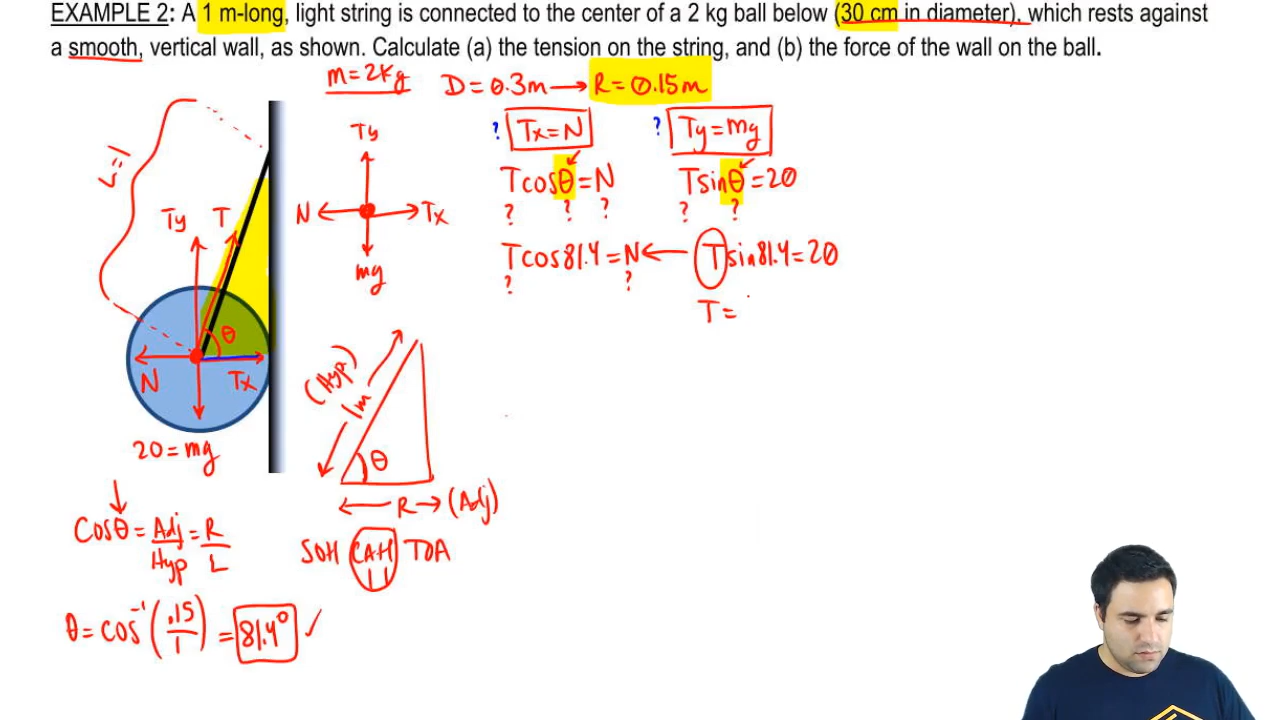 EXAMPLE 2: A 1 m-long, light string is connected to the center of a 2 kg ball below (30 cm in diameter), which rests against
a smooth, vertical wall, as shown. Calculate (a) the tension on the string, and (b) the force of the wall on the ball.
m=2kg
D=0.3m→R=0.15m
L=1
Ty
T
θ
N
Tx
20=mg
Ty
N
Tx
mg
? Tx=N
? Ty=mg
Tcosθ=N
? ? ?
Tsinθ=20
? ?
Tcos81.4=N←Tsin81.4=20
? ?
T=
(Hyp)
1m
θ
←R→(Adj)
SOH CAH TOA
Cosθ=Adj/Hyp=R/L
θ=cos⁻¹(.15/1)=81.4° ✓